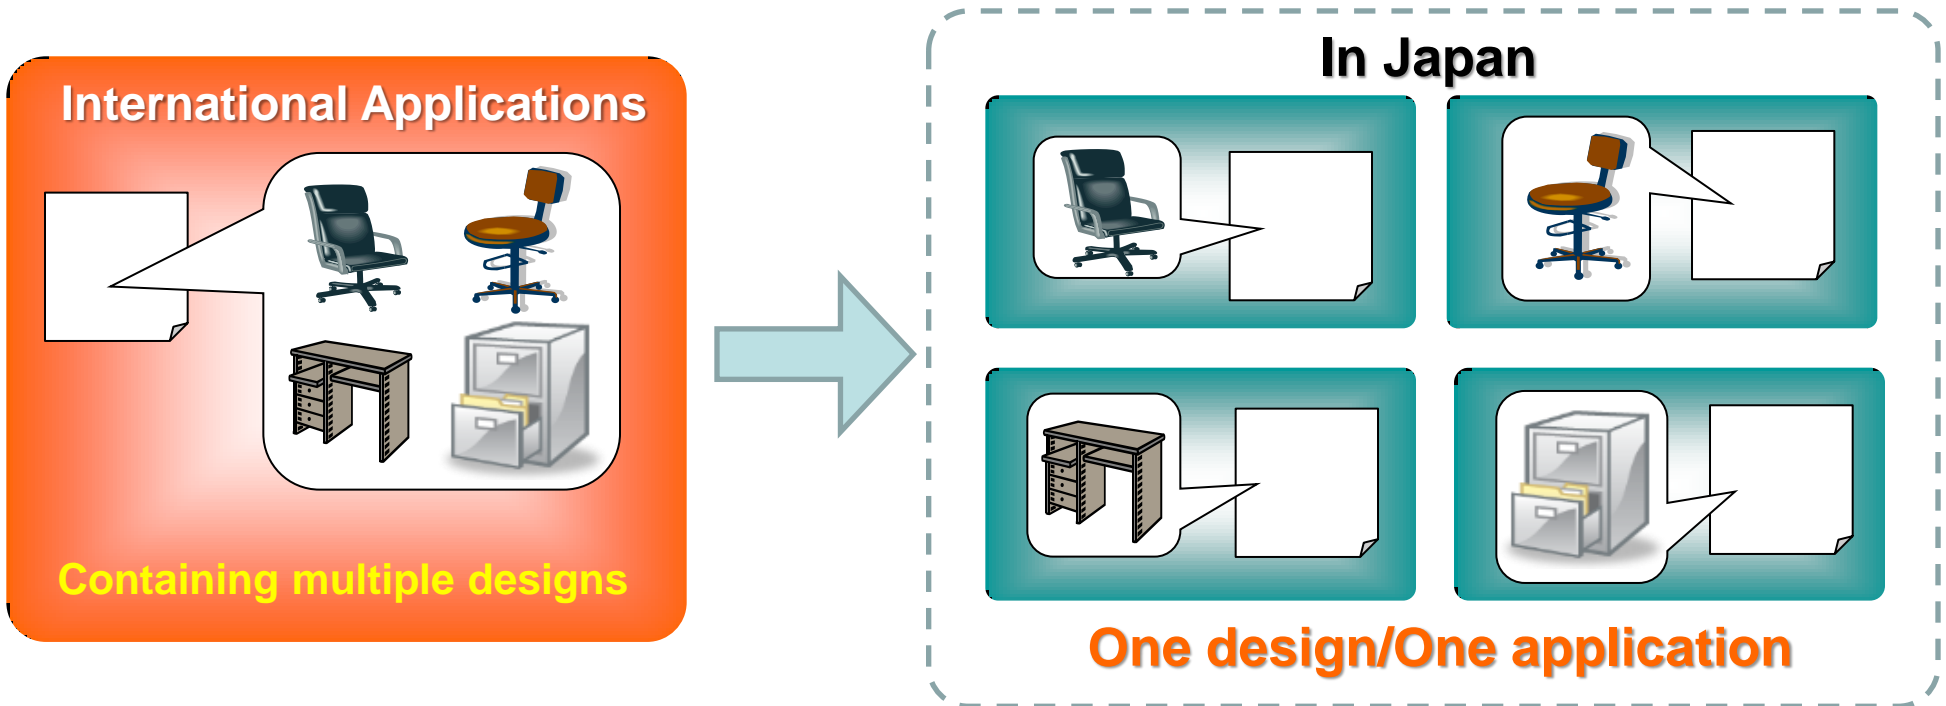 International Applications
Containing multiple designs
In Japan
One design/One application